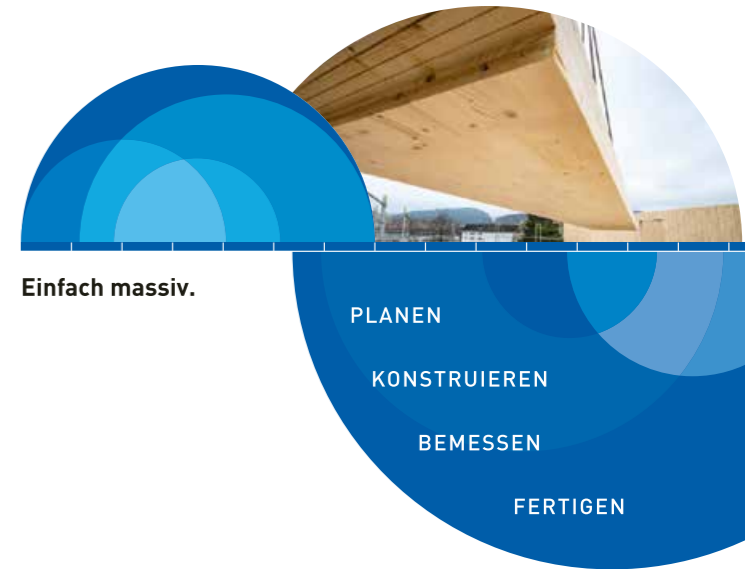 Einfach massiv.
PLANEN
KONSTRUIEREN
BEMESSEN
FERTIGEN